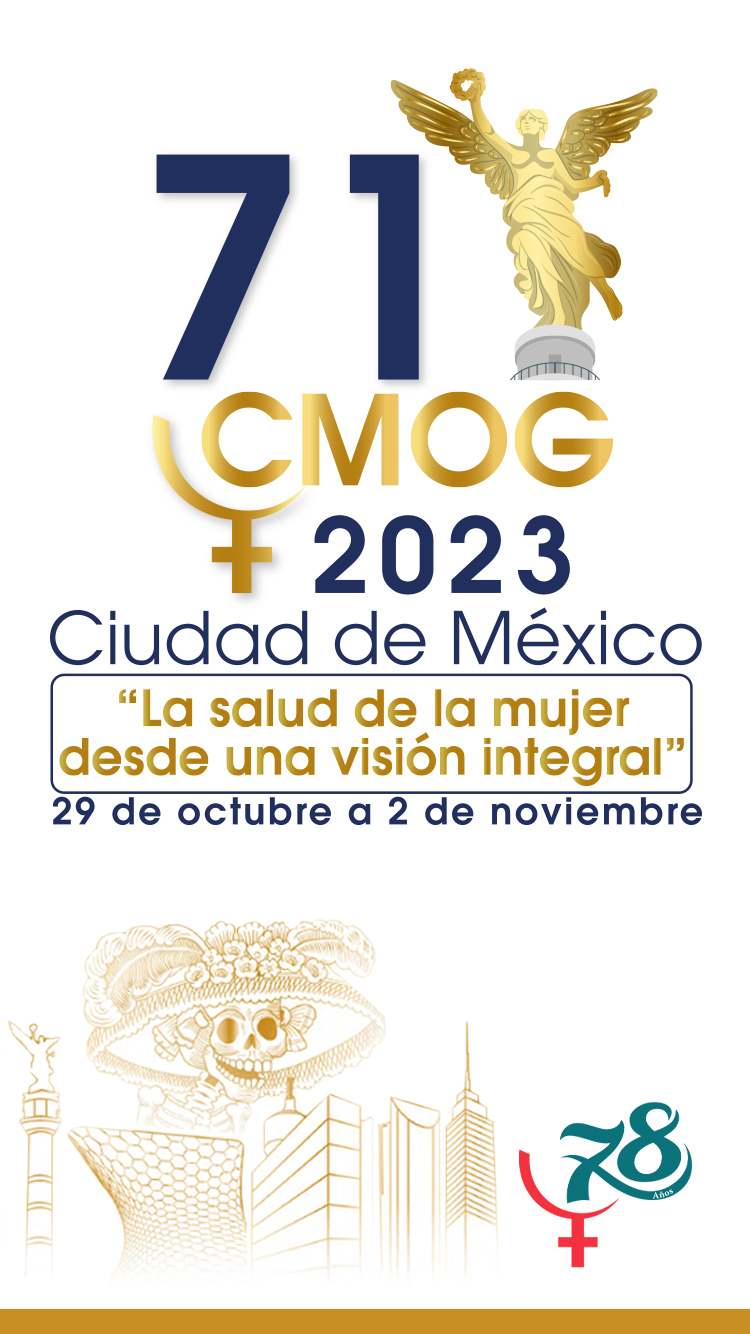 71
CMOG
2023
Ciudad de México
“La salud de la mujer
desde una visión integral”
29 de octubre a 2 de noviembre
78
Años